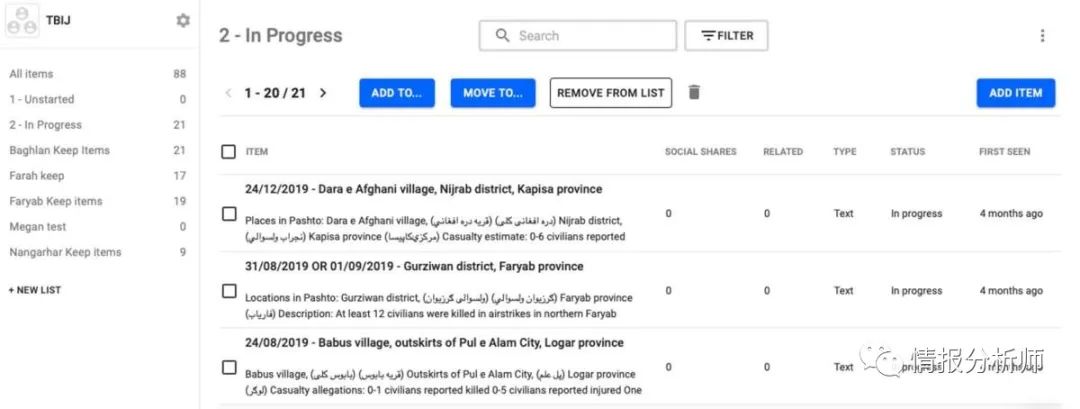 TBIJ
All items 88
1 - Unstarted 0
2 - In Progress 21
Baghlan Keep Items 21
Farah keep 17
Faryab Keep items 19
Megan test 0
Nangarhar Keep items 9
+ NEW LIST
2 - In Progress
Search
FILTER
1 - 20 / 21
ADD TO...
MOVE TO...
REMOVE FROM LIST
ADD ITEM
ITEM SOCIAL SHARES RELATED TYPE STATUS FIRST SEEN
24/12/2019 - Dara e Afghani village, Nijrab district, Kapisa province
Places in Pashto: Dara e Afghani village, (قریه دره افغاني) (دره افغانی کلی) Nijrab district,
(نجراب ولسوالي) Kapisa province (مرکزي‌کاپیسا) Casualty estimate: 0-6 civilians reported
0 0 Text In progress 4 months ago
31/08/2019 OR 01/09/2019 - Gurziwan district, Faryab province
Locations in Pashto: Gurziwan district, (ولسوالی گرزیوان) (گرزیوان ولسوالي) Faryab province
(فاریاب) Description: At least 12 civilians were killed in airstrikes in northern Faryab
0 0 Text In progress 4 months ago
24/08/2019 - Babus village, outskirts of Pul e Alam City, Logar province
Babus village, (قریه بابوس) (بابوس کلی) Outskirts of Pul e Alam City, (پل علم) Logar province
(لوګر) Casualty allegations: 0-1 civilians reported killed 0-5 civilians reported injured One
0 0 Text
情报分析师